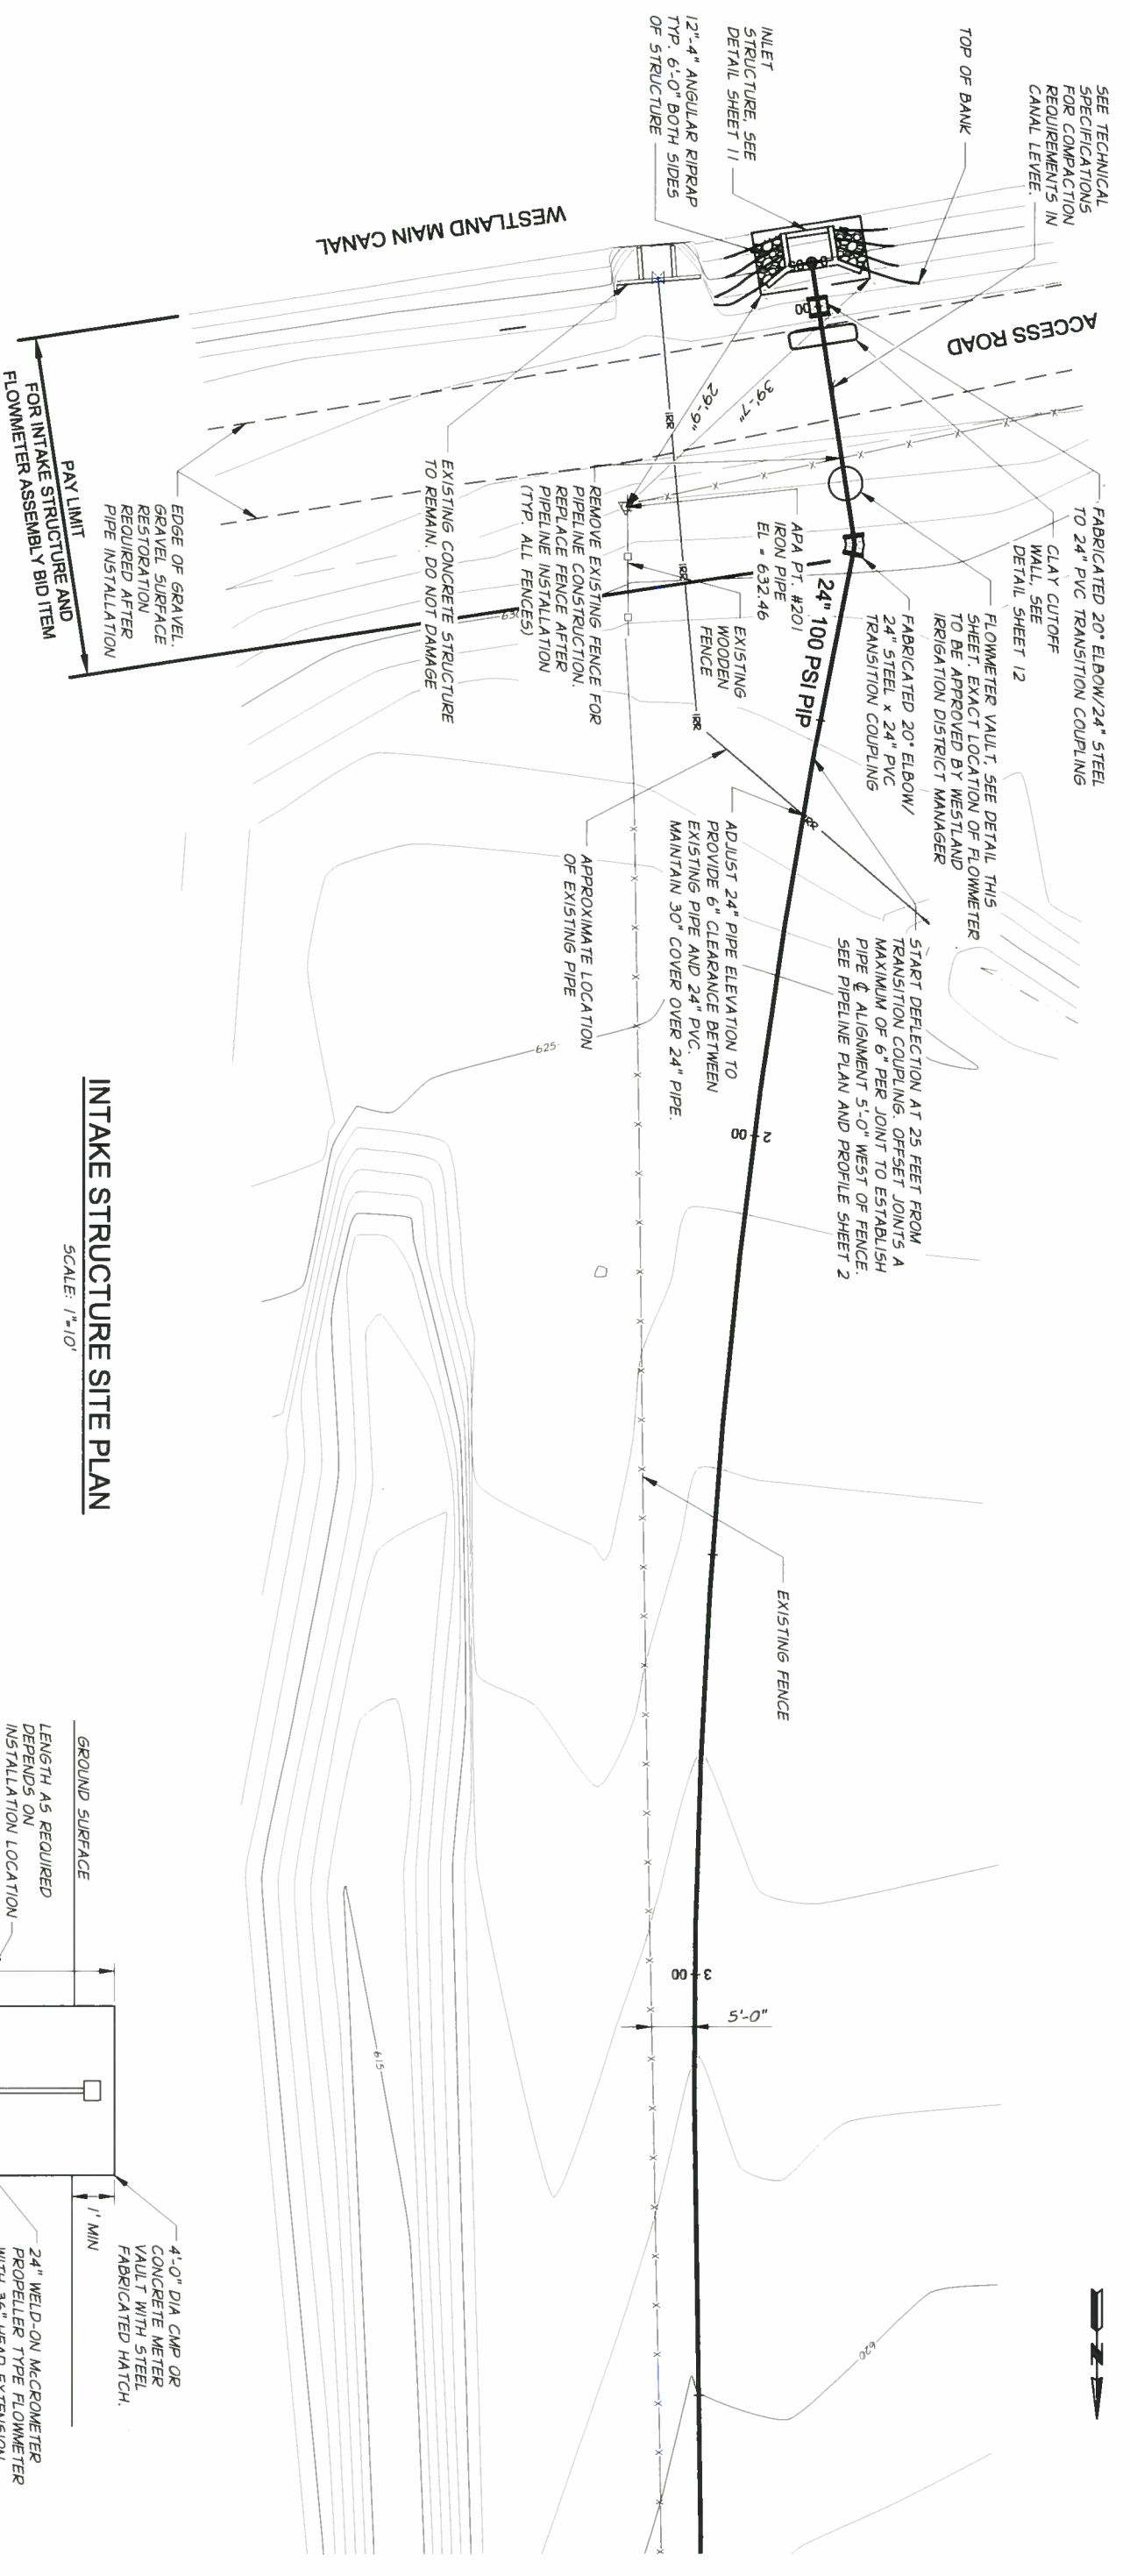 SEE TECHNICAL
SPECIFICATIONS
FOR COMPACTION
REQUIREMENTS IN
CANAL LEVEE.
TOP OF BANK
INLET
STRUCTURE, SEE
DETAIL SHEET 11
12"-4" ANGULAR RIPRAP
TYP. 6'-0" BOTH SIDES
OF STRUCTURE
WESTLAND MAIN CANAL
ACCESS ROAD
00
39'-7"
29'-9"
IRR
IRR
IRR
IRR
FABRICATED 20° ELBOW/24" STEEL
TO 24" PVC TRANSITION COUPLING
CLAY CUTOFF
WALL, SEE
DETAIL SHEET 12
FLOWMETER VAULT, SEE DETAIL THIS
SHEET. EXACT LOCATION OF FLOWMETER
TO BE APPROVED BY WESTLAND
IRRIGATION DISTRICT MANAGER
FABRICATED 20° ELBOW/
24" STEEL x 24" PVC
TRANSITION COUPLING
24" 100 PSI PIP
APA PT. #201
IRON PIPE
EL = 632.46
EXISTING
WOODEN
FENCE
REMOVE EXISTING FENCE FOR
PIPELINE CONSTRUCTION.
REPLACE FENCE AFTER
PIPELINE INSTALLATION
(TYP. ALL FENCES)
630
EXISTING CONCRETE STRUCTURE
TO REMAIN. DO NOT DAMAGE
EDGE OF GRAVEL.
GRAVEL SURFACE
RESTORATION
REQUIRED AFTER
PIPE INSTALLATION
PAY LIMIT
FOR INTAKE STRUCTURE AND
FLOWMETER ASSEMBLY BID ITEM
START DEFLECTION AT 25 FEET FROM
TRANSITION COUPLING. OFFSET JOINTS A
MAXIMUM OF 6" PER JOINT TO ESTABLISH
PIPE ℄ ALIGNMENT 5'-0" WEST OF FENCE.
SEE PIPELINE PLAN AND PROFILE SHEET 2
ADJUST 24" PIPE ELEVATION TO
PROVIDE 6" CLEARANCE BETWEEN
EXISTING PIPE AND 24" PVC.
MAINTAIN 30" COVER OVER 24" PIPE.
APPROXIMATE LOCATION
OF EXISTING PIPE
625
2+00
EXISTING FENCE
3+00
5'-0"
615
620
N
INTAKE STRUCTURE SITE PLAN
SCALE: 1"=10'
GROUND SURFACE
LENGTH AS REQUIRED
DEPENDS ON
INSTALLATION LOCATION
1' MIN
4'-0" DIA CMP OR
CONCRETE METER
VAULT WITH STEEL
FABRICATED HATCH.
24" WELD-ON McCROMETER
PROPELLER TYPE FLOWMETER
WITH 36" HEAD EXTENSION